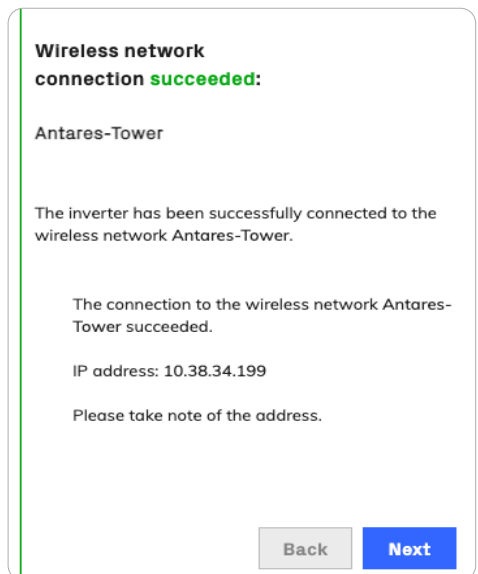 Wireless network
connection succeeded:
Antares-Tower
The inverter has been successfully connected to the
wireless network Antares-Tower.
The connection to the wireless network Antares-
Tower succeeded.
IP address: 10.38.34.199
Please take note of the address.
Back
Next